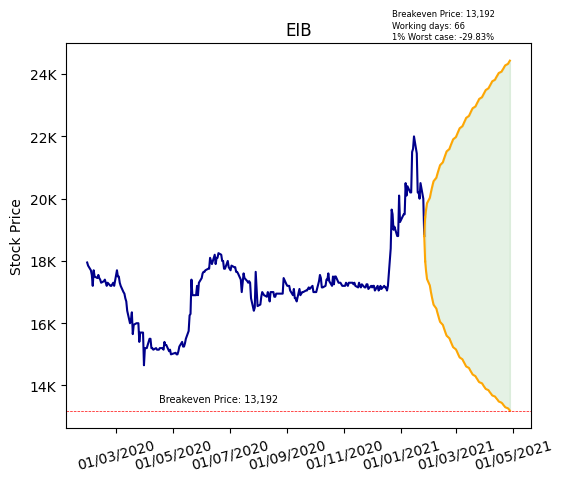 Breakeven Price: 13,192
Working days: 66
1% Worst case: -29.83%
EIB
Stock Price
24K
22K
20K
18K
16K
14K
Breakeven Price: 13,192
01/03/2020
01/05/2020
01/07/2020
01/09/2020
01/11/2020
01/01/2021
01/03/2021
01/05/2021